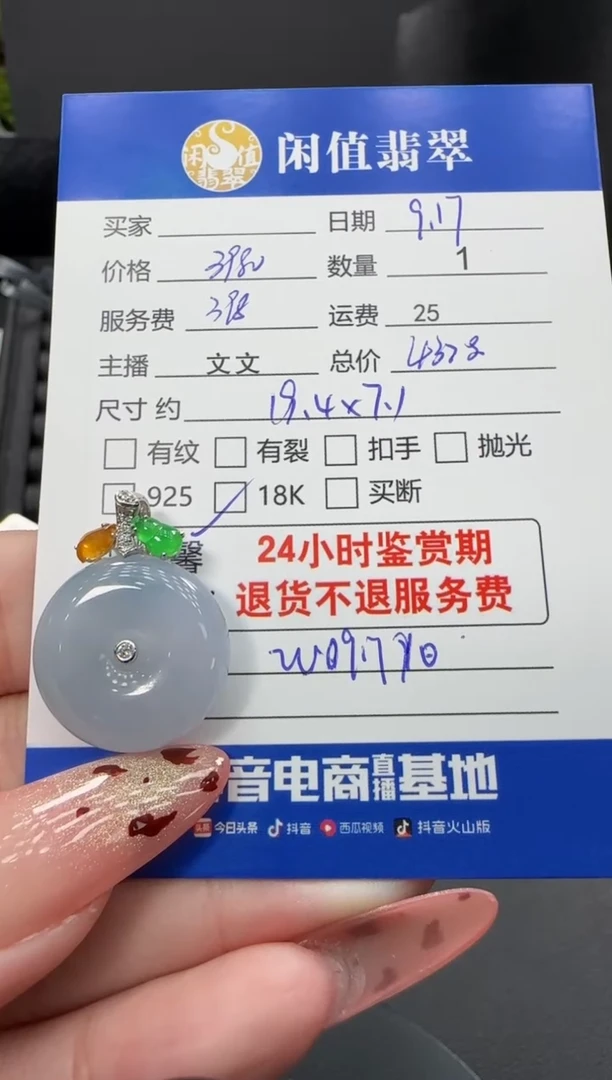 闲值
翡翠
闲值翡翠
买家 日期 9.17
价格 3980 数量 1
服务费 398 运费 25
主播 文文 总价 4378
尺寸 约 19.4x7.1
有纹 有裂 扣手 抛光
925 18K 买断
24小时鉴赏期
退货不退服务费
音电商直播基地
头条 今日头条 抖音 西瓜视频 抖音火山版